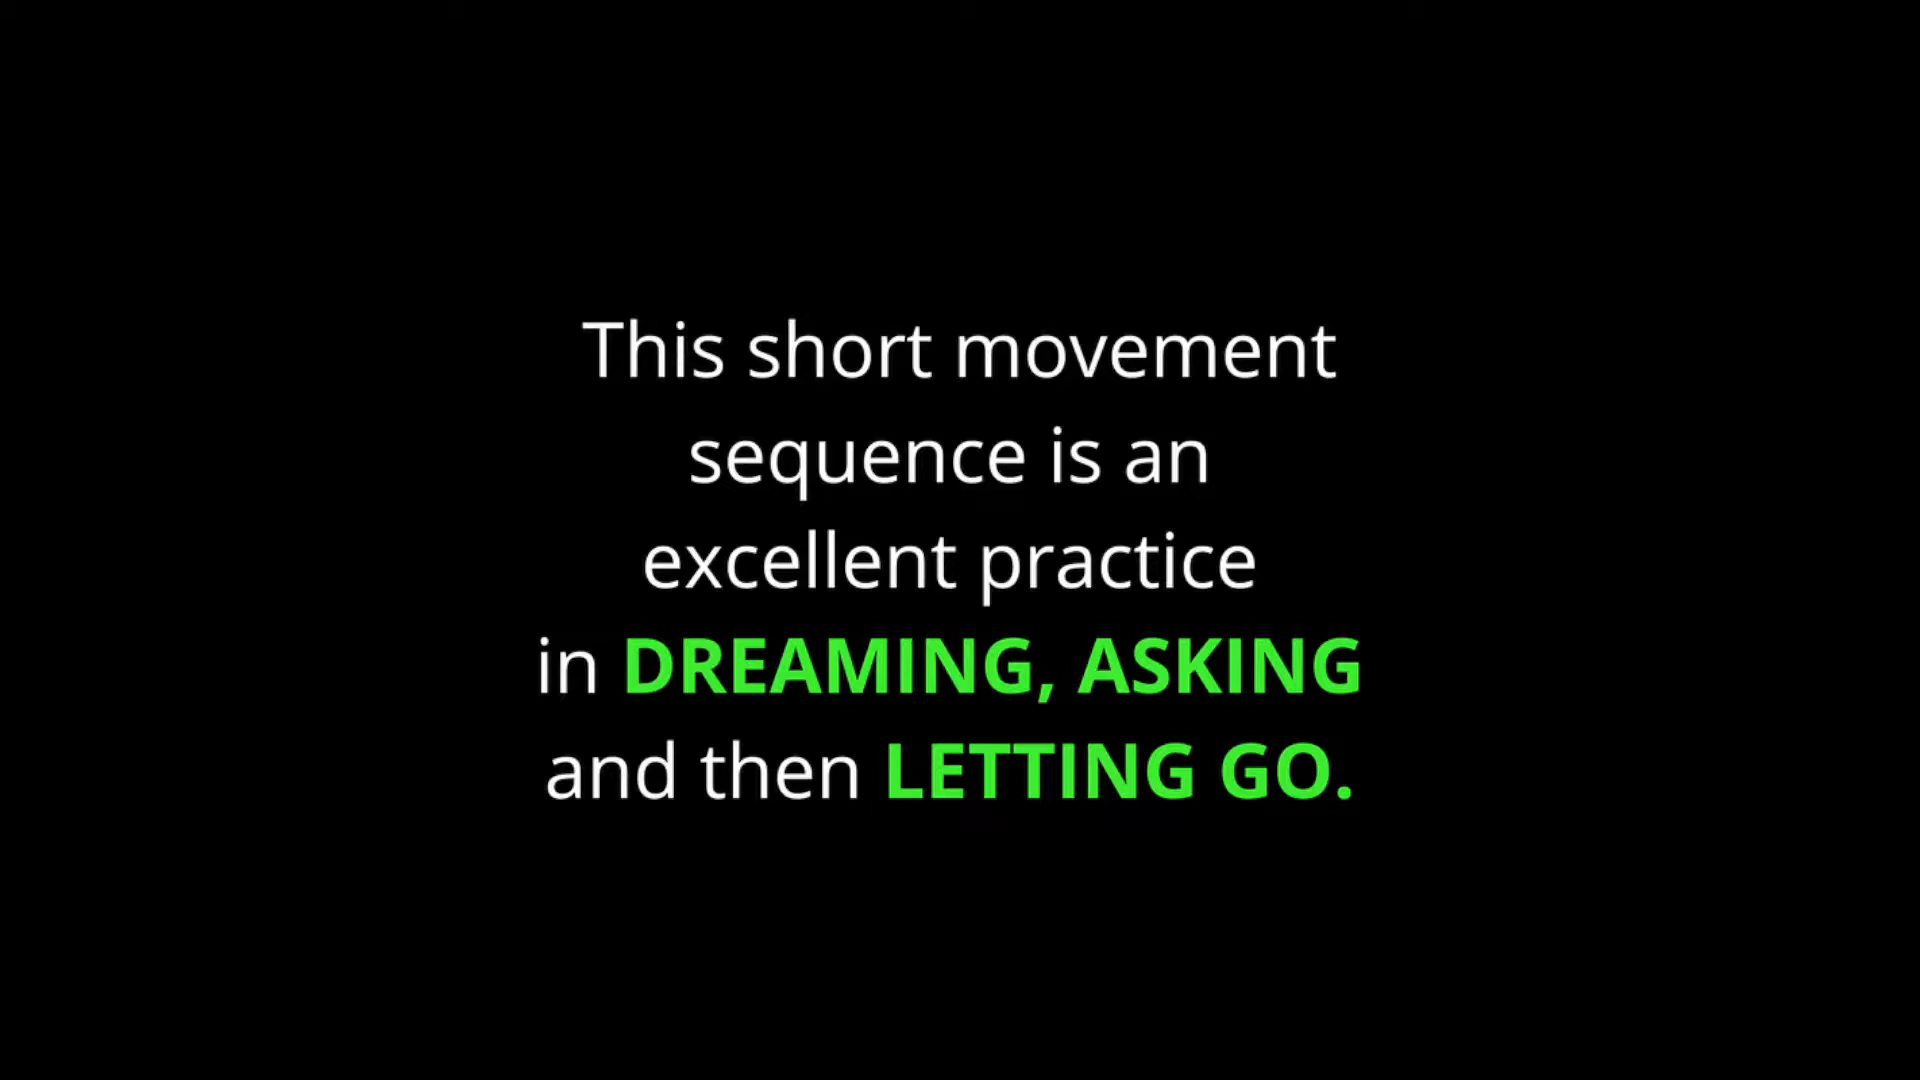 This short movement
sequence is an
excellent practice
in DREAMING, ASKING
and then LETTING GO.